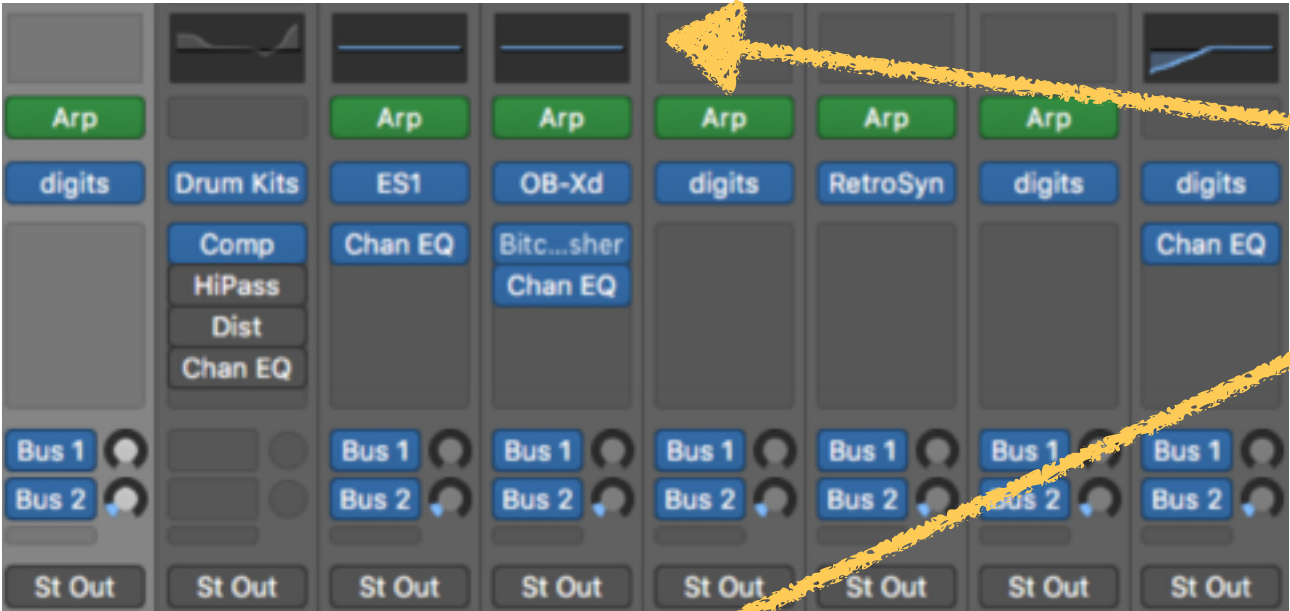 Arp Arp Arp Arp Arp Arp
digits Drum Kits ES1 OB-Xd digits RetroSyn digits digits
Comp Chan EQ Bitc...sher Chan EQ
HiPass Chan EQ
Dist
Chan EQ
Bus 1 Bus 1 Bus 1 Bus 1 Bus 1 Bus 1 Bus 1
Bus 2 Bus 2 Bus 2 Bus 2 Bus 2 Bus 2 Bus 2
St Out St Out St Out St Out St Out St Out St Out St Out